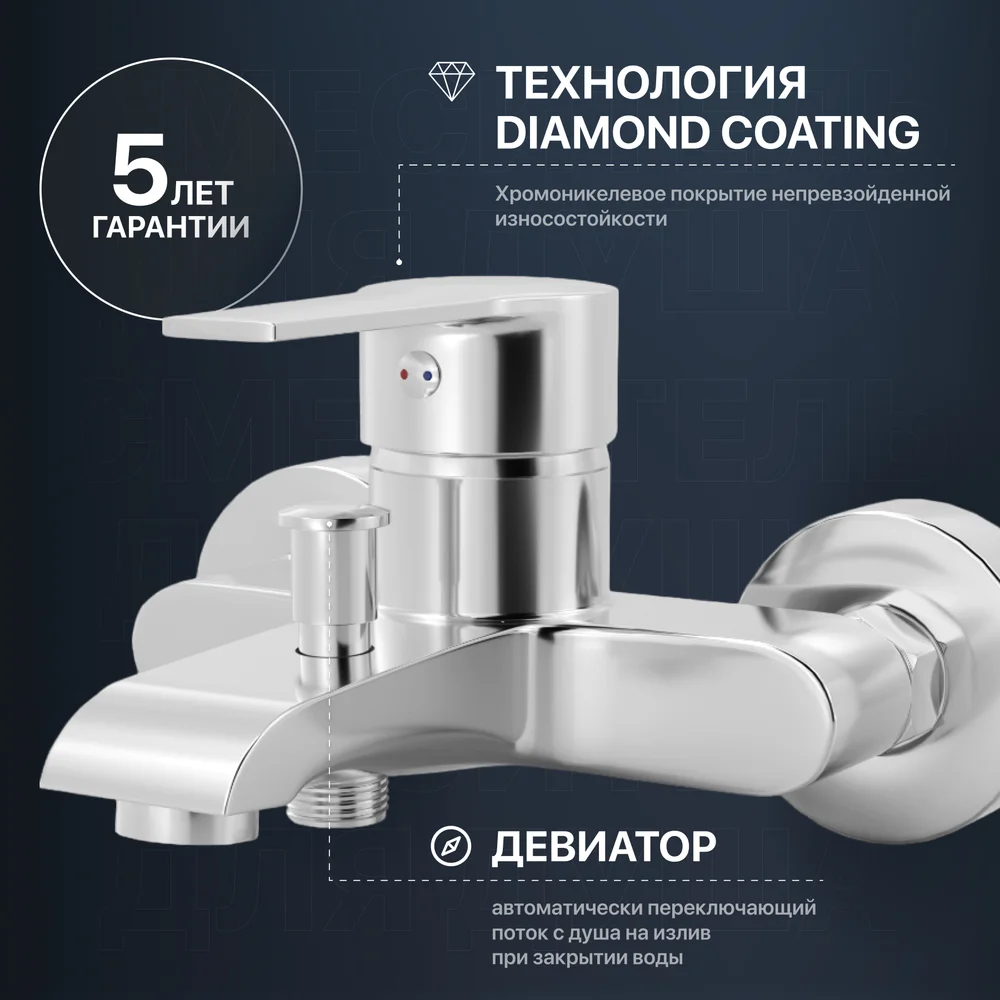 5 ЛЕТ
ГАРАНТИИ
ТЕХНОЛОГИЯ
DIAMOND COATING
Хромоникелевое покрытие непревзойденной
износостойкости
ДЕВИАТОР
автоматически переключающий
поток с душа на излив
при закрытии воды